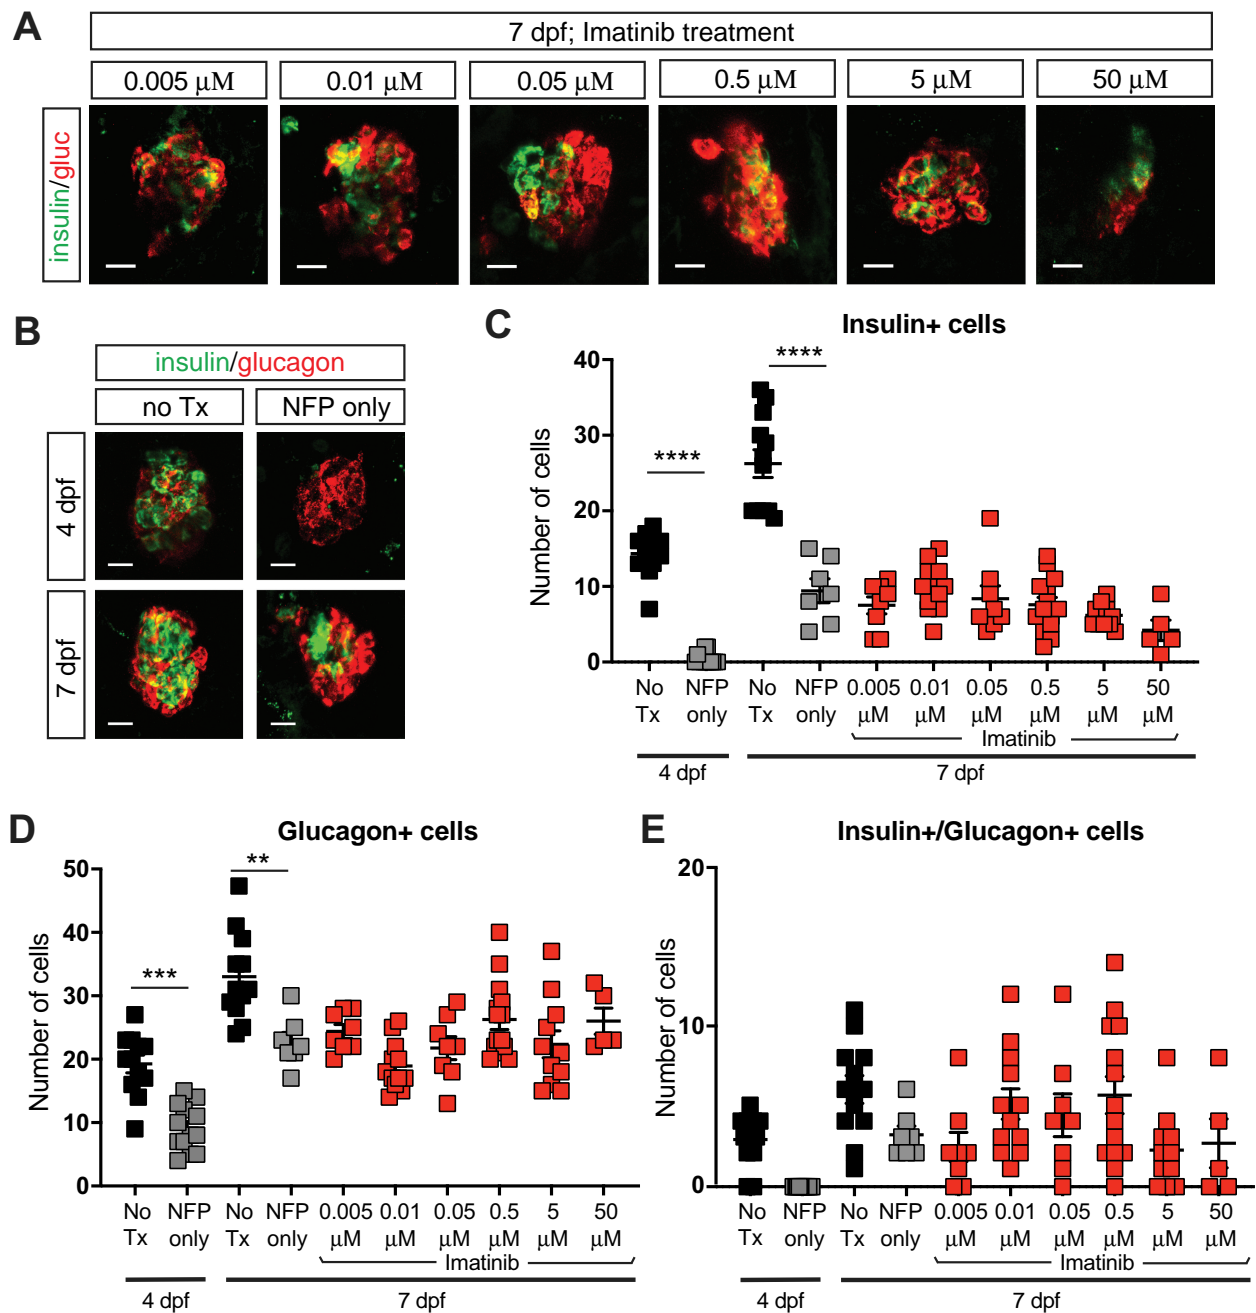 A
7 dpf; Imatinib treatment
0.005 μM
0.01 μM
0.05 μM
0.5 μM
5 μM
50 μM
insulin/gluc
B
insulin/glucagon
no Tx
NFP only
4 dpf
7 dpf
C
Insulin+ cells
Number of cells
40
30
20
10
0
****
****
No Tx
NFP only
No Tx
NFP only
0.005 μM
0.01 μM
0.05 μM
0.5 μM
5 μM
50 μM
Imatinib
4 dpf
7 dpf
D
Glucagon+ cells
Number of cells
50
40
30
20
10
0
***
**
No Tx
NFP only
No Tx
NFP only
0.005 μM
0.01 μM
0.05 μM
0.5 μM
5 μM
50 μM
Imatinib
4 dpf
7 dpf
E
Insulin+/Glucagon+ cells
Number of cells
20
10
0
No Tx
NFP only
No Tx
NFP only
0.005 μM
0.01 μM
0.05 μM
0.5 μM
5 μM
50 μM
Imatinib
4 dpf
7 dpf